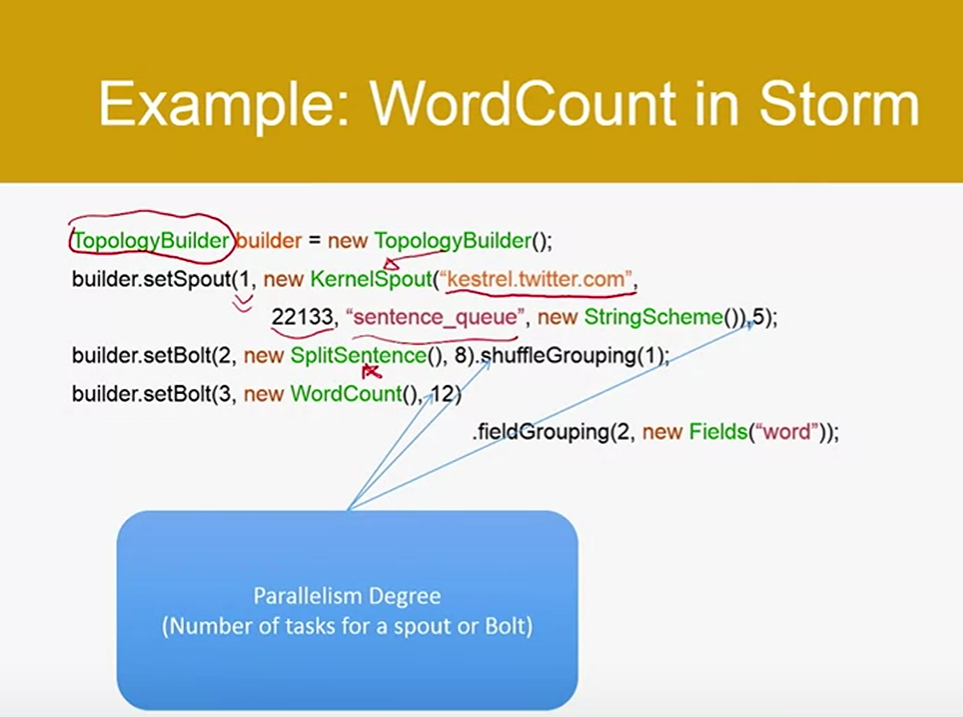 Example: WordCount in Storm
TopologyBuilder builder = new TopologyBuilder();
builder.setSpout(1, new KernelSpout(“kestrel.twitter.com”,
22133, “sentence_queue”, new StringScheme()),5);
builder.setBolt(2, new SplitSentence(), 8).shuffleGrouping(1);
builder.setBolt(3, new WordCount(), 12)
.fieldGrouping(2, new Fields(“word”));
Parallelism Degree
(Number of tasks for a spout or Bolt)